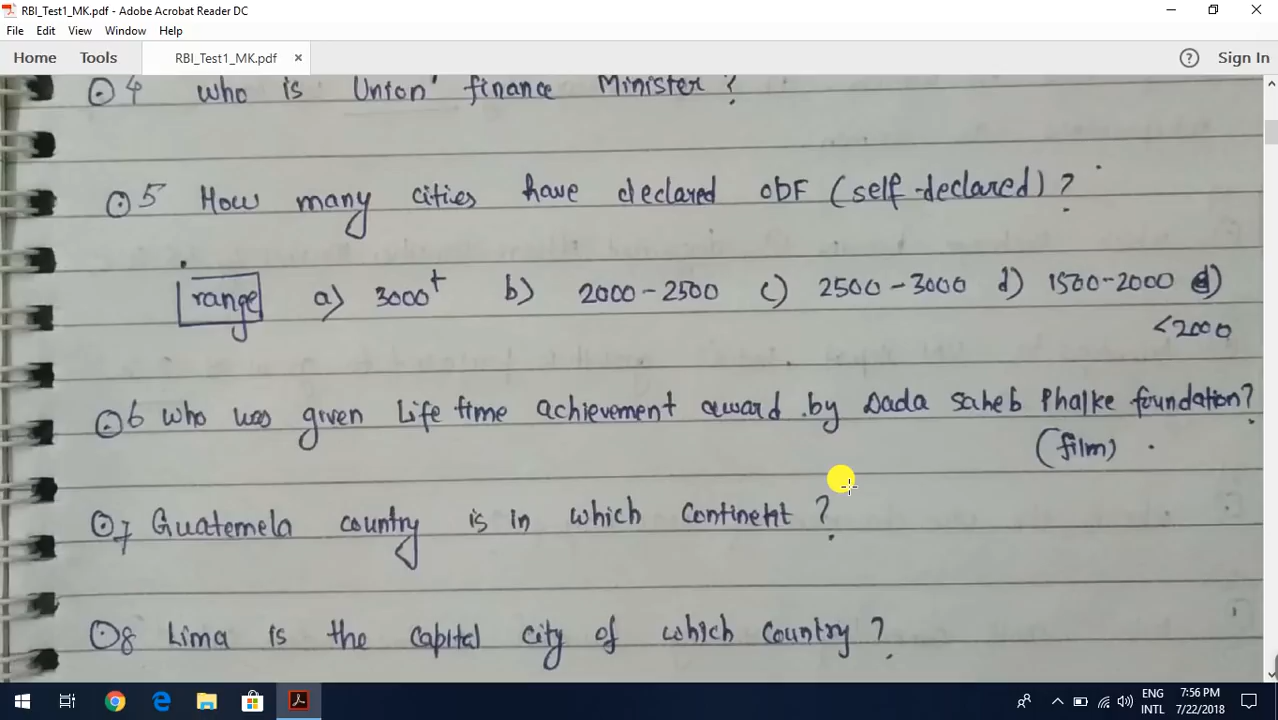 RBI_Test1_MK.pdf - Adobe Acrobat Reader DC
File Edit View Window Help
Home Tools RBI_Test1_MK.pdf × ? Sign In
Q4 who is Union finance Minister?
Q5 How many cities have declared ODF (self-declared)?
range a) 3000+ b) 2000-2500 c) 2500-3000 d) 1500-2000 d)
<2000
Q6 who was given Life time achievement award by Dada Saheb Phalke foundation?
(film)
Q7 Guatemela country is in which continent?
Q8 Lima is the capital city of which country?
ENG 7:56 PM
INTL 7/22/2018